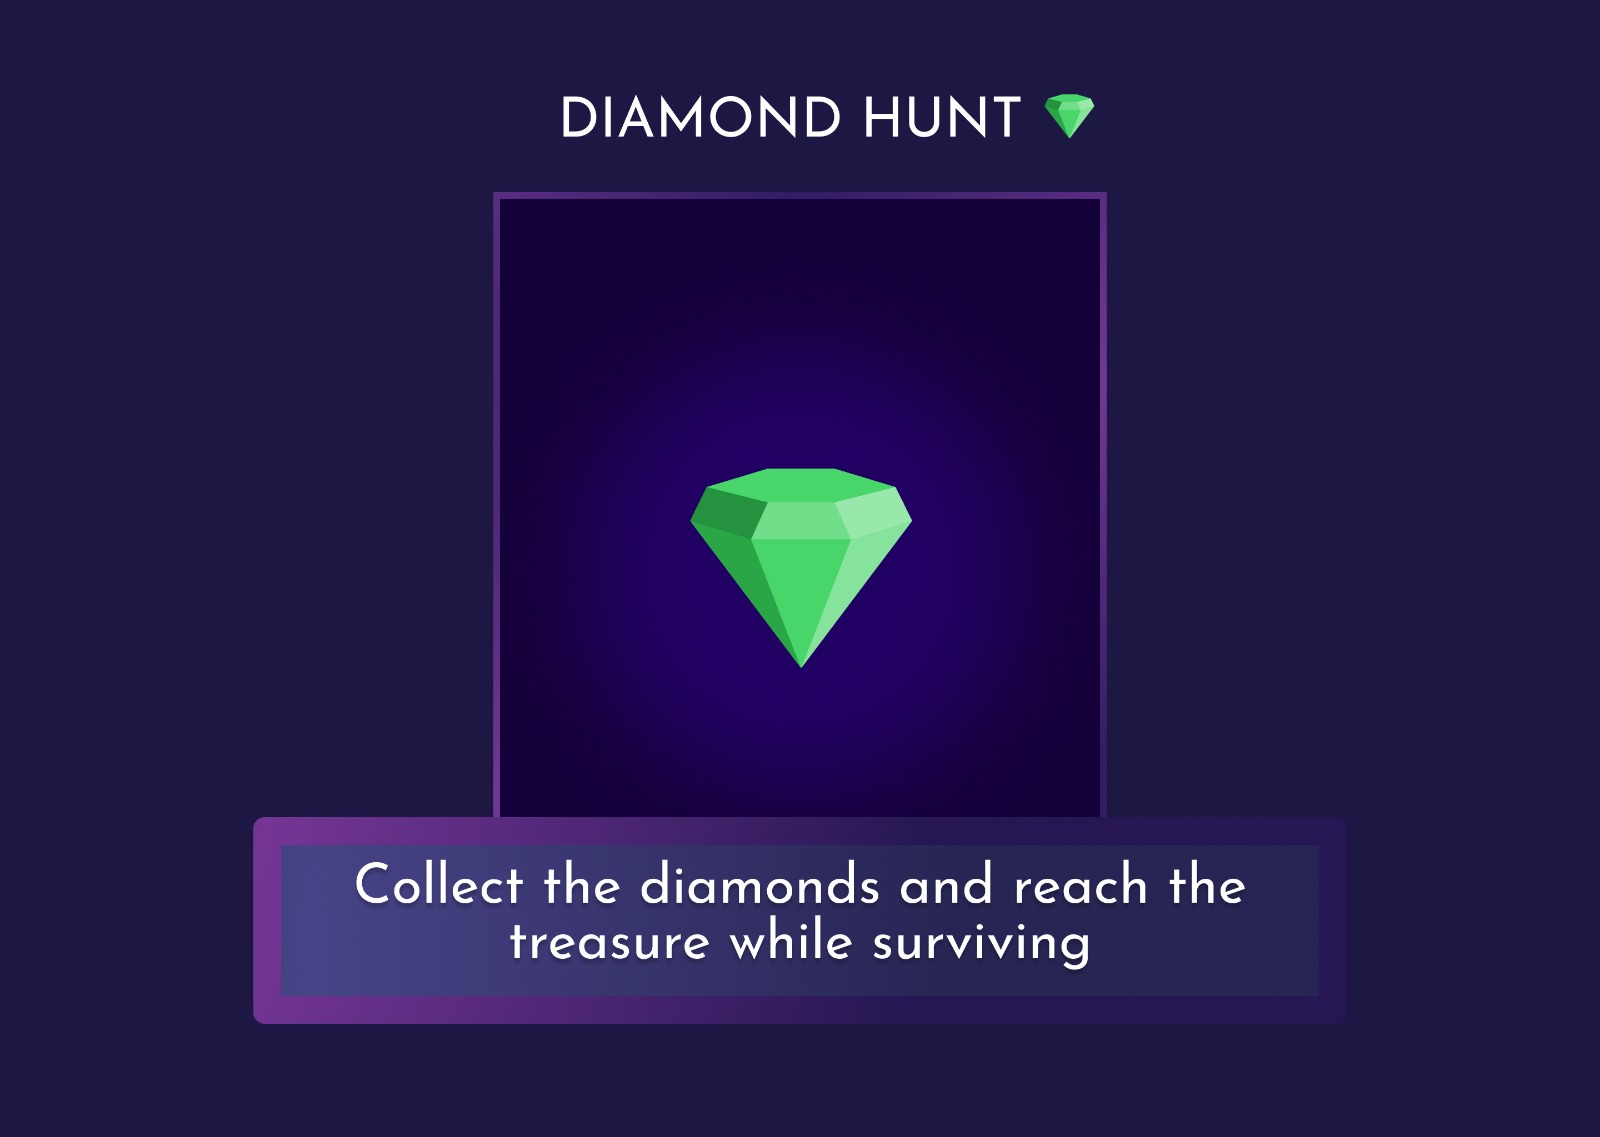 DIAMOND HUNT
Collect the diamonds and reach the
treasure while surviving